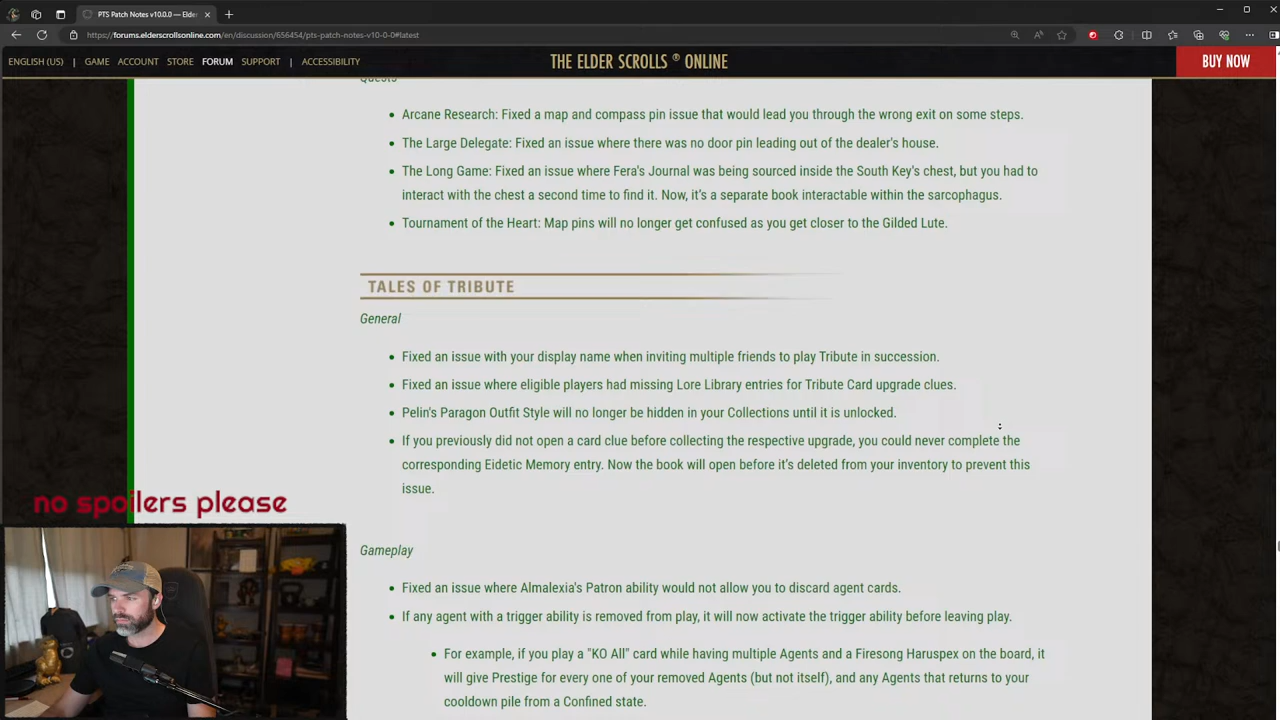 PTS Patch Notes v10.0.0 — Elder
https://forums.elderscrollsonline.com/en/discussion/656454/pts-patch-notes-v10-0-0#latest
ENGLISH (US) GAME ACCOUNT STORE FORUM SUPPORT | ACCESSIBILITY
THE ELDER SCROLLS ® ONLINE
BUY NOW
Quests
Arcane Research: Fixed a map and compass pin issue that would lead you through the wrong exit on some steps.
The Large Delegate: Fixed an issue where there was no door pin leading out of the dealer's house.
The Long Game: Fixed an issue where Fera's Journal was being sourced inside the South Key's chest, but you had to
interact with the chest a second time to find it. Now, it's a separate book interactable within the sarcophagus.
Tournament of the Heart: Map pins will no longer get confused as you get closer to the Gilded Lute.
TALES OF TRIBUTE
General
Fixed an issue with your display name when inviting multiple friends to play Tribute in succession.
Fixed an issue where eligible players had missing Lore Library entries for Tribute Card upgrade clues.
Pelin's Paragon Outfit Style will no longer be hidden in your Collections until it is unlocked.
If you previously did not open a card clue before collecting the respective upgrade, you could never complete the
corresponding Eidetic Memory entry. Now the book will open before it's deleted from your inventory to prevent this
issue.
no spoilers please
Gameplay
Fixed an issue where Almalexia's Patron ability would not allow you to discard agent cards.
If any agent with a trigger ability is removed from play, it will now activate the trigger ability before leaving play.
For example, if you play a "KO All" card while having multiple Agents and a Firesong Haruspex on the board, it
will give Prestige for every one of your removed Agents (but not itself), and any Agents that returns to your
cooldown pile from a Confined state.